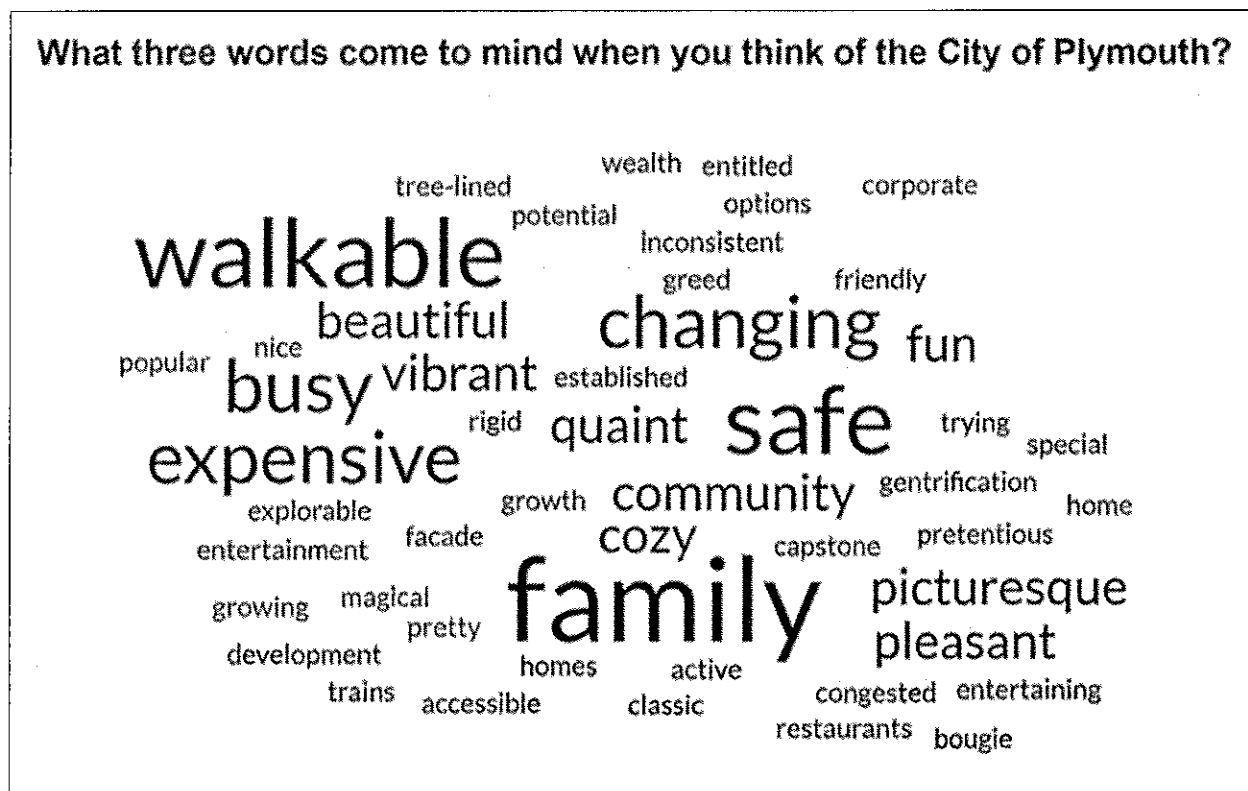 What three words come to mind when you think of the City of Plymouth?
wealth entitled
tree-lined corporate
potential options
walkable inconsistent
greed friendly
beautiful changing fun
nice
popular busy vibrant established
rigid quaint safe trying
expensive special
growth community gentrification
explorable home
entertainment facade cozy capstone pretentious
growing magical family picturesque
pretty pleasant
development homes active
trains accessible classic congested entertaining
restaurants bougie